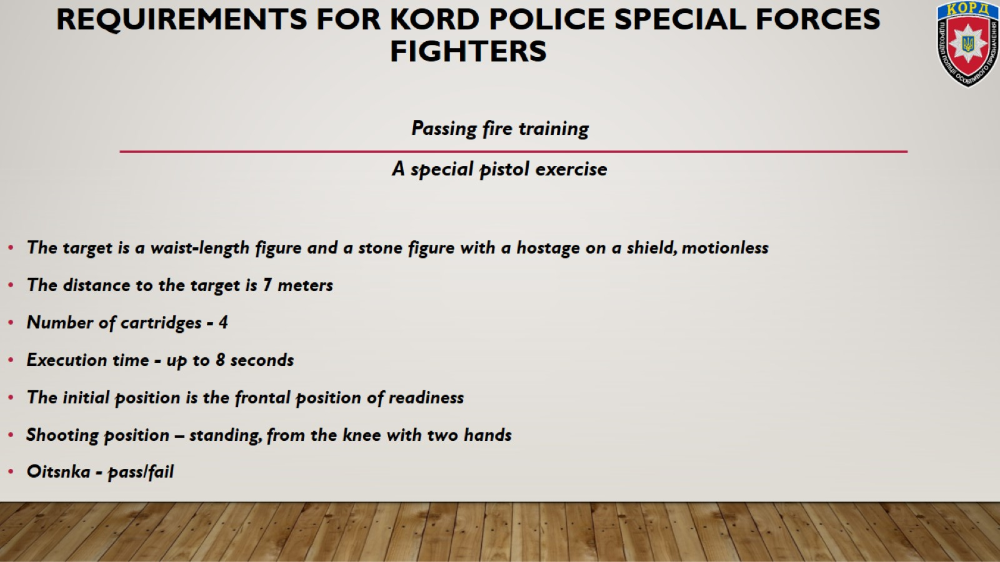 REQUIREMENTS FOR KORD POLICE SPECIAL FORCES
FIGHTERS
КОРД
ПІДРОЗДІЛ ПОЛІЦІЇ ОСОБЛИВОГО ПРИЗНАЧЕННЯ
Passing fire training
A special pistol exercise
• The target is a waist-length figure and a stone figure with a hostage on a shield, motionless
• The distance to the target is 7 meters
• Number of cartridges - 4
• Execution time - up to 8 seconds
• The initial position is the frontal position of readiness
• Shooting position – standing, from the knee with two hands
• Oitsnka - pass/fail